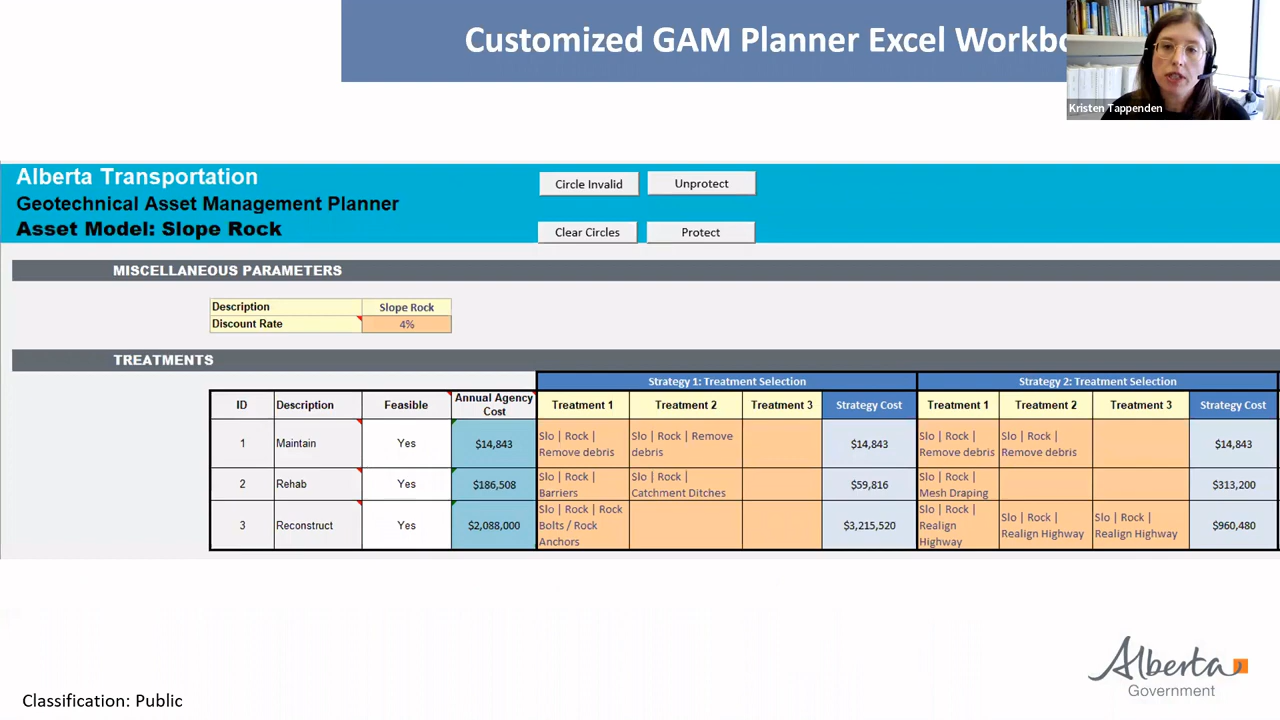 Customized GAM Planner Excel
Kristen Tappenden
Alberta Transportation
Geotechnical Asset Management Planner
Asset Model: Slope Rock
Circle Invalid
Unprotect
Clear Circles
Protect
MISCELLANEOUS PARAMETERS
Description Slope Rock
Discount Rate 4%
TREATMENTS
Strategy 1: Treatment Selection Strategy 2: Treatment Selection
ID Description Feasible Annual Agency Cost Treatment 1 Treatment 2 Treatment 3 Strategy Cost Treatment 1 Treatment 2 Treatment 3 Strategy Cost
1 Maintain Yes $14,843 Slo | Rock | Remove debris Slo | Rock | Remove debris $14,843 Slo | Rock | Remove debris Slo | Rock | Remove debris $14,843
2 Rehab Yes $186,508 Slo | Rock | Barriers Slo | Rock | Catchment Ditches $59,816 Slo | Rock | Mesh Draping $313,200
3 Reconstruct Yes $2,088,000 Slo | Rock | Rock Bolts / Rock Anchors $3,215,520 Slo | Rock | Realign Highway Slo | Rock | Realign Highway Slo | Rock | Realign Highway $960,480
Alberta
Government
Classification: Public